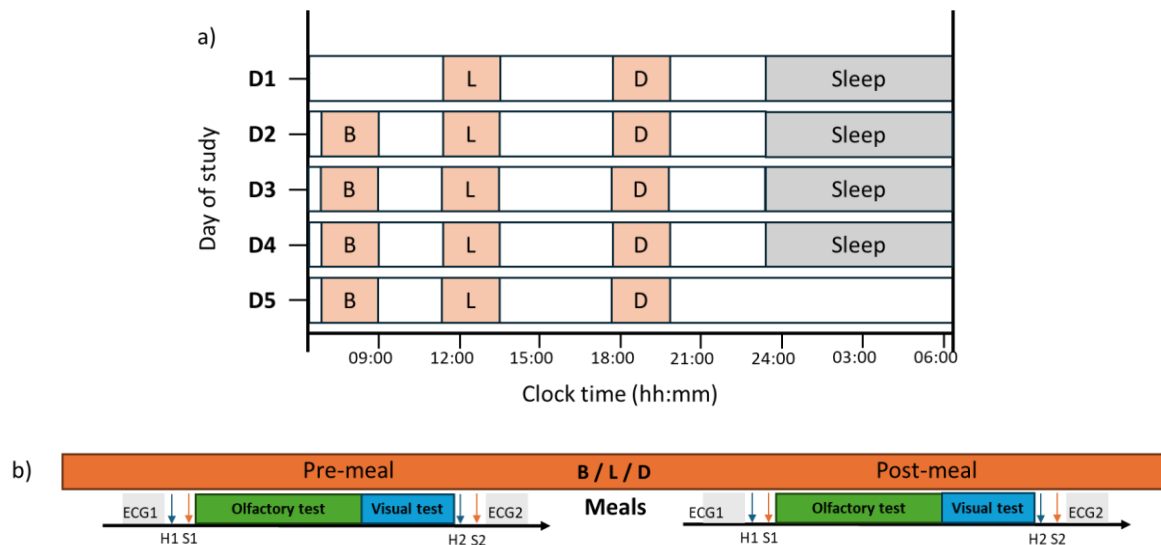 a)
Day of study
D1
L
D
Sleep
D2
B
L
D
Sleep
D3
B
L
D
Sleep
D4
B
L
D
Sleep
D5
B
L
D
09:00 12:00 15:00 18:00 21:00 24:00 03:00 06:00
Clock time (hh:mm)
b)
Pre-meal B / L / D Post-meal
ECG1 Olfactory test Visual test ECG2 Meals ECG1 Olfactory test Visual test ECG2
H1 S1 H2 S2 H1 S1 H2 S2